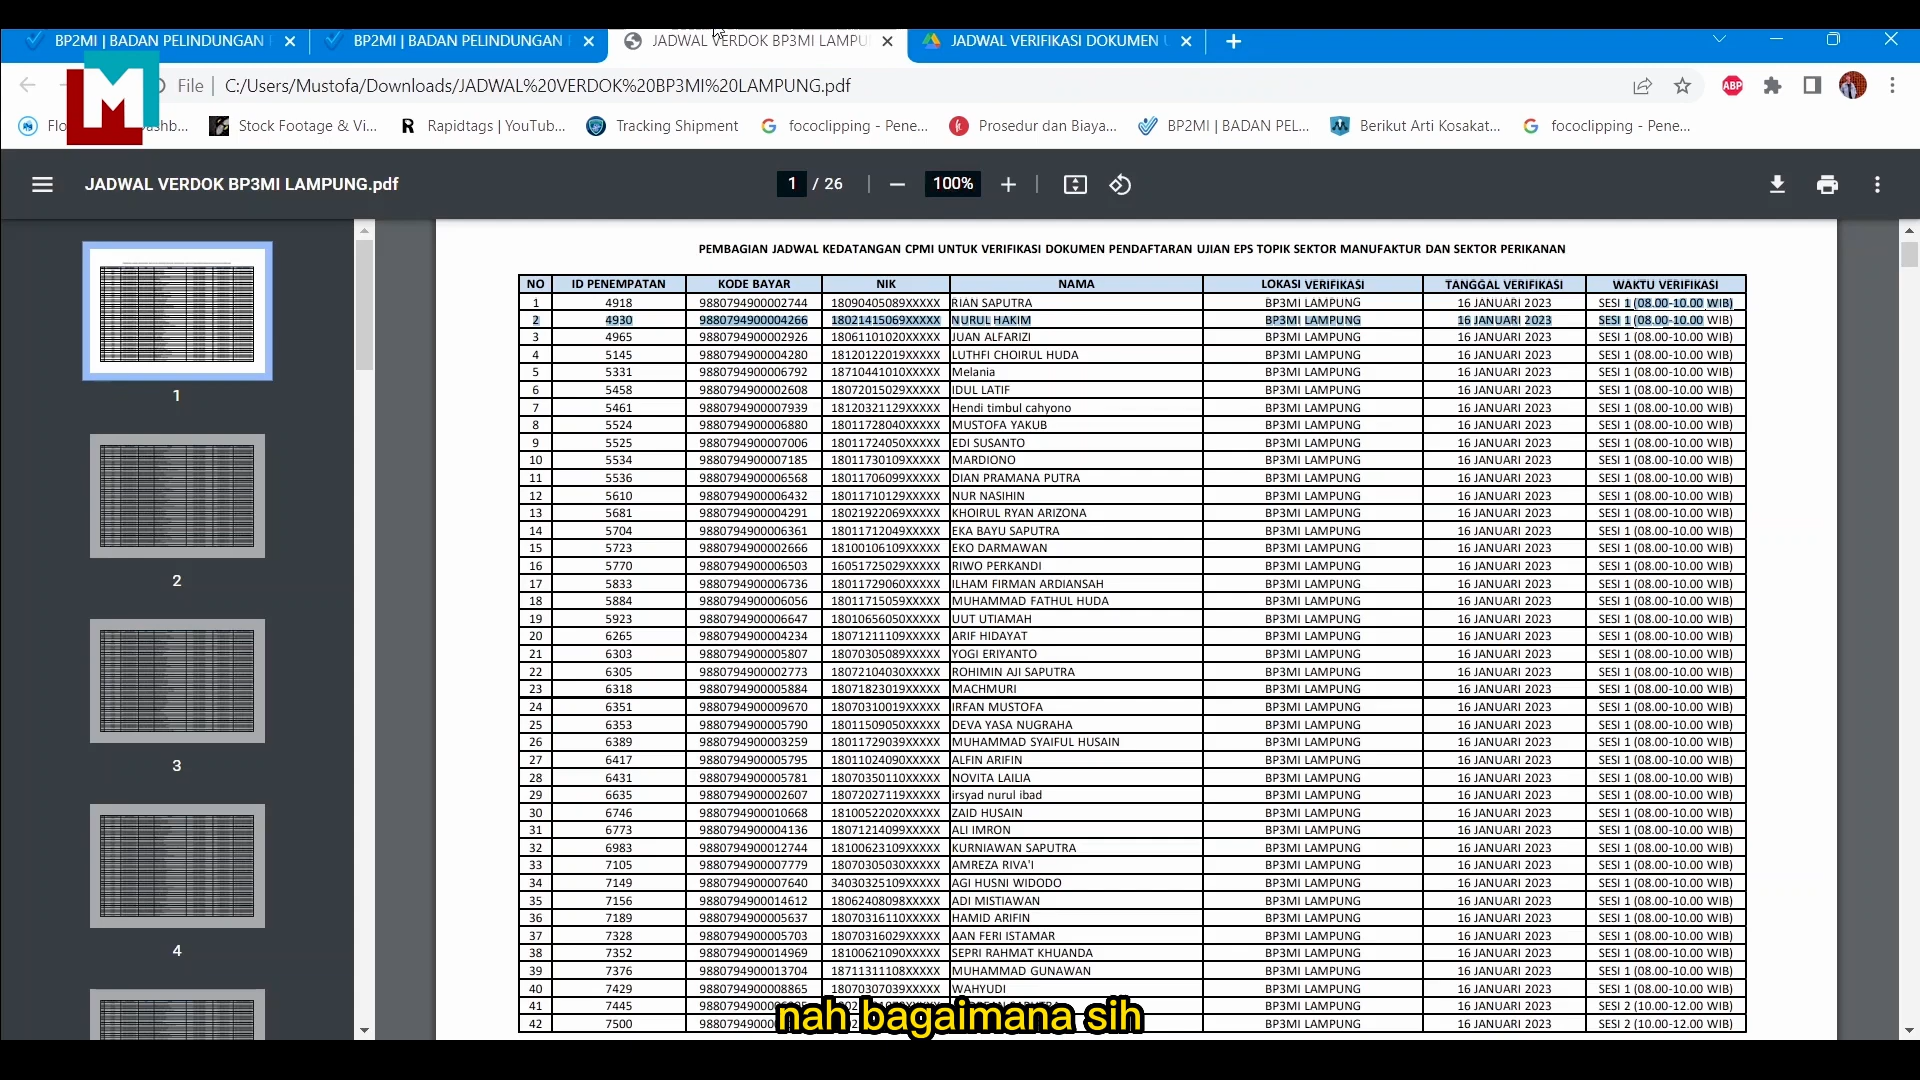 BP2MI | BADAN PELINDUNGAN
BP2MI | BADAN PELINDUNGAN
JADWAL VERDOK BP3MI LAMPU
JADWAL VERIFIKASI DOKUMEN
M
File
C:/Users/Mustofa/Downloads/JADWAL%20VERDOK%20BP3MI%20LAMPUNG.pdf
ABP
Stock Footage & Vi...
Rapidtags | YouTub...
Tracking Shipment
fococlipping - Pene...
Prosedur dan Biaya...
BP2MI | BADAN PEL...
Berikut Arti Kosakat...
fococlipping - Pene...
JADWAL VERDOK BP3MI LAMPUNG.pdf
1 / 26
100%
1
2
3
4
PEMBAGIAN JADWAL KEDATANGAN CPMI UNTUK VERIFIKASI DOKUMEN PENDAFTARAN UJIAN EPS TOPIK SEKTOR MANUFAKTUR DAN SEKTOR PERIKANAN
NO ID PENEMPATAN KODE BAYAR NIK NAMA LOKASI VERIFIKASI TANGGAL VERIFIKASI WAKTU VERIFIKASI
1 4918 9880794900002744 18090405089XXXXX RIAN SAPUTRA BP3MI LAMPUNG 16 JANUARI 2023 SESI 1 (08.00-10.00 WIB)
2 4930 9880794900004266 18021415069XXXXX NURUL HAKIM BP3MI LAMPUNG 16 JANUARI 2023 SESI 1 (08.00-10.00 WIB)
3 4965 9880794900002926 18061101020XXXXX JUAN ALFARIZI BP3MI LAMPUNG 16 JANUARI 2023 SESI 1 (08.00-10.00 WIB)
4 5145 9880794900004280 18120122019XXXXX LUTHFI CHOIRUL HUDA BP3MI LAMPUNG 16 JANUARI 2023 SESI 1 (08.00-10.00 WIB)
5 5331 9880794900006792 18710441010XXXXX Melania BP3MI LAMPUNG 16 JANUARI 2023 SESI 1 (08.00-10.00 WIB)
6 5458 9880794900002608 18072015029XXXXX IDUL LATIF BP3MI LAMPUNG 16 JANUARI 2023 SESI 1 (08.00-10.00 WIB)
7 5461 9880794900007939 18120321129XXXXX Hendi timbul cahyono BP3MI LAMPUNG 16 JANUARI 2023 SESI 1 (08.00-10.00 WIB)
8 5524 9880794900006880 18011728040XXXXX MUSTOFA YAKUB BP3MI LAMPUNG 16 JANUARI 2023 SESI 1 (08.00-10.00 WIB)
9 5525 9880794900007006 18011724050XXXXX EDI SUSANTO BP3MI LAMPUNG 16 JANUARI 2023 SESI 1 (08.00-10.00 WIB)
10 5534 9880794900007185 18011730109XXXXX MARDIONO BP3MI LAMPUNG 16 JANUARI 2023 SESI 1 (08.00-10.00 WIB)
11 5536 9880794900006568 18011706099XXXXX DIAN PRAMANA PUTRA BP3MI LAMPUNG 16 JANUARI 2023 SESI 1 (08.00-10.00 WIB)
12 5610 9880794900006432 18011710129XXXXX NUR NASIHIN BP3MI LAMPUNG 16 JANUARI 2023 SESI 1 (08.00-10.00 WIB)
13 5681 9880794900004291 18021922069XXXXX KHOIRUL RYAN ARIZONA BP3MI LAMPUNG 16 JANUARI 2023 SESI 1 (08.00-10.00 WIB)
14 5704 9880794900006361 18011712049XXXXX EKA BAYU SAPUTRA BP3MI LAMPUNG 16 JANUARI 2023 SESI 1 (08.00-10.00 WIB)
15 5723 9880794900002666 18100106109XXXXX EKO DARMAWAN BP3MI LAMPUNG 16 JANUARI 2023 SESI 1 (08.00-10.00 WIB)
16 5770 9880794900006503 16051725029XXXXX RIWO PERKANDI BP3MI LAMPUNG 16 JANUARI 2023 SESI 1 (08.00-10.00 WIB)
17 5833 9880794900006736 18011729060XXXXX ILHAM FIRMAN ARDIANSAH BP3MI LAMPUNG 16 JANUARI 2023 SESI 1 (08.00-10.00 WIB)
18 5884 9880794900006056 18011715059XXXXX MUHAMMAD FATHUL HUDA BP3MI LAMPUNG 16 JANUARI 2023 SESI 1 (08.00-10.00 WIB)
19 5923 9880794900006647 18010656050XXXXX UUT UTIAMAH BP3MI LAMPUNG 16 JANUARI 2023 SESI 1 (08.00-10.00 WIB)
20 6265 9880794900004234 18071211109XXXXX ARIF HIDAYAT BP3MI LAMPUNG 16 JANUARI 2023 SESI 1 (08.00-10.00 WIB)
21 6303 9880794900005807 18070305089XXXXX YOGI ERIYANTO BP3MI LAMPUNG 16 JANUARI 2023 SESI 1 (08.00-10.00 WIB)
22 6305 9880794900002773 18072104030XXXXX ROHIMIN AJI SAPUTRA BP3MI LAMPUNG 16 JANUARI 2023 SESI 1 (08.00-10.00 WIB)
23 6318 9880794900005884 18071823019XXXXX MACHMURI BP3MI LAMPUNG 16 JANUARI 2023 SESI 1 (08.00-10.00 WIB)
24 6351 9880794900009670 18070310019XXXXX IRFAN MUSTOFA BP3MI LAMPUNG 16 JANUARI 2023 SESI 1 (08.00-10.00 WIB)
25 6353 9880794900005790 18011509050XXXXX DEVA YASA NUGRAHA BP3MI LAMPUNG 16 JANUARI 2023 SESI 1 (08.00-10.00 WIB)
26 6389 9880794900003259 18011729039XXXXX MUHAMMAD SYAIFUL HUSAIN BP3MI LAMPUNG 16 JANUARI 2023 SESI 1 (08.00-10.00 WIB)
27 6417 9880794900005795 18011024090XXXXX ALFIN ARIFIN BP3MI LAMPUNG 16 JANUARI 2023 SESI 1 (08.00-10.00 WIB)
28 6431 9880794900005781 18070350110XXXXX NOVITA LAILIA BP3MI LAMPUNG 16 JANUARI 2023 SESI 1 (08.00-10.00 WIB)
29 6635 9880794900002607 18072027119XXXXX irsyad nurul ibad BP3MI LAMPUNG 16 JANUARI 2023 SESI 1 (08.00-10.00 WIB)
30 6746 9880794900010668 18100522020XXXXX ZAID HUSAIN BP3MI LAMPUNG 16 JANUARI 2023 SESI 1 (08.00-10.00 WIB)
31 6773 9880794900004136 18071214099XXXXX ALI IMRON BP3MI LAMPUNG 16 JANUARI 2023 SESI 1 (08.00-10.00 WIB)
32 6983 9880794900012744 18100623109XXXXX KURNIAWAN SAPUTRA BP3MI LAMPUNG 16 JANUARI 2023 SESI 1 (08.00-10.00 WIB)
33 7105 9880794900007779 18070305030XXXXX AMREZA RIVA'I BP3MI LAMPUNG 16 JANUARI 2023 SESI 1 (08.00-10.00 WIB)
34 7149 9880794900007640 34030325109XXXXX AGI HUSNI WIDODO BP3MI LAMPUNG 16 JANUARI 2023 SESI 1 (08.00-10.00 WIB)
35 7156 9880794900014612 18062408098XXXXX ADI MISTIAWAN BP3MI LAMPUNG 16 JANUARI 2023 SESI 1 (08.00-10.00 WIB)
36 7189 9880794900005637 18070316110XXXXX HAMID ARIFIN BP3MI LAMPUNG 16 JANUARI 2023 SESI 1 (08.00-10.00 WIB)
37 7328 9880794900005703 18070316029XXXXX AAN FERI ISTAMAR BP3MI LAMPUNG 16 JANUARI 2023 SESI 1 (08.00-10.00 WIB)
38 7352 9880794900014969 18100621090XXXXX SEPRI RAHMAT KHUANDA BP3MI LAMPUNG 16 JANUARI 2023 SESI 1 (08.00-10.00 WIB)
39 7376 9880794900013704 18711311108XXXXX MUHAMMAD GUNAWAN BP3MI LAMPUNG 16 JANUARI 2023 SESI 1 (08.00-10.00 WIB)
40 7429 9880794900008865 18070307039XXXXX WAHYUDI BP3MI LAMPUNG 16 JANUARI 2023 SESI 1 (08.00-10.00 WIB)
41 7445 BP3MI LAMPUNG 16 JANUARI 2023 SESI 2 (10.00-12.00 WIB)
42 7500 BP3MI LAMPUNG 16 JANUARI 2023 SESI 2 (10.00-12.00 WIB)
nah bagaimana sih